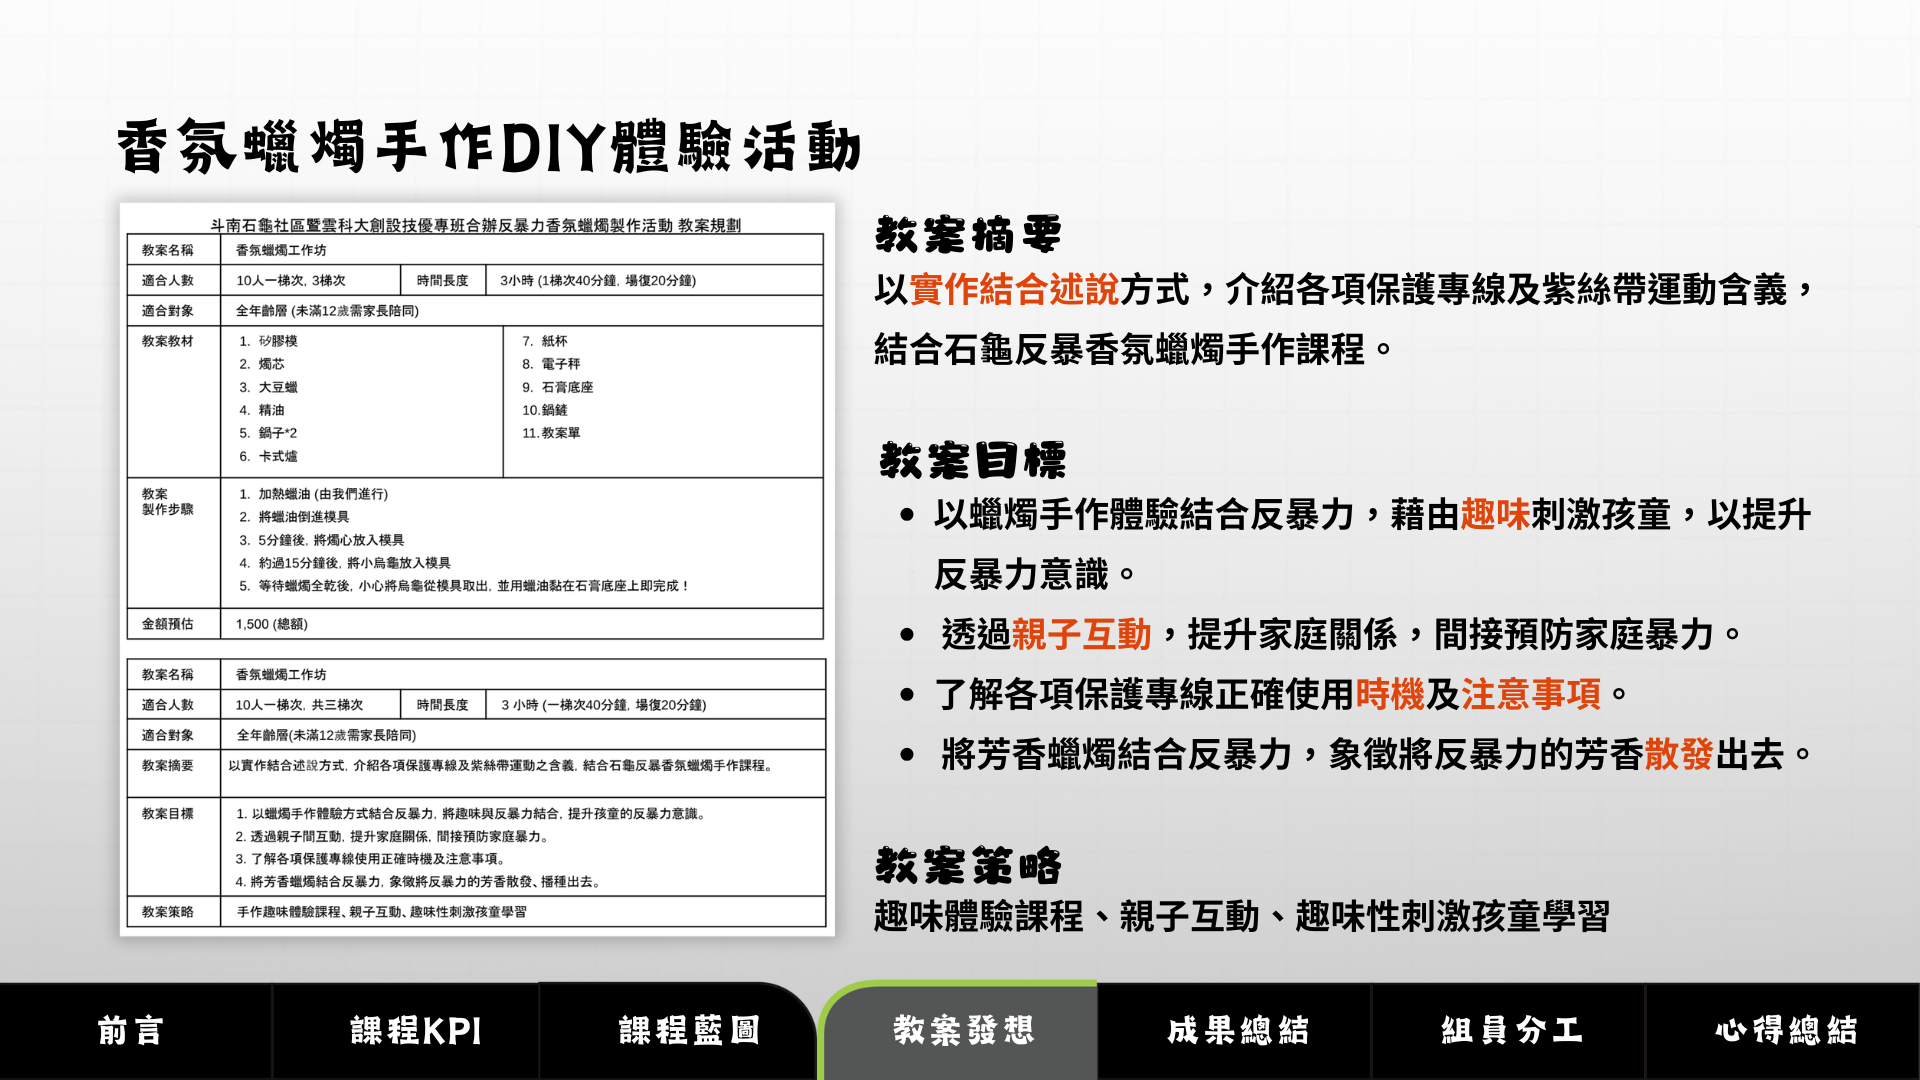 香氛蠟燭手作DIY體驗活動
斗南石龜社區暨雲科大創設技優專班合辦反暴力香氛蠟燭製作活動 教案規劃
教案名稱 香氛蠟燭工作坊
適合人數 10人一梯次, 3梯次 時間長度 3小時 (1梯次40分鐘, 場復20分鐘)
適合對象 全年齡層 (未滿12歲需家長陪同)
教案教材
1. 矽膠模
2. 燭芯
3. 大豆蠟
4. 精油
5. 鍋子*2
6. 卡式爐
7. 紙杯
8. 電子秤
9. 石膏底座
10.鍋鏟
11.教案單
教案
製作步驟
1. 加熱蠟油 (由我們進行)
2. 將蠟油倒進模具
3. 5分鐘後, 將燭心放入模具
4. 約過15分鐘後, 將小烏龜放入模具
5. 等待蠟燭全乾後, 小心將烏龜從模具取出, 並用蠟油黏在石膏底座上即完成！
金額預估 1,500 (總額)
教案名稱 香氛蠟燭工作坊
適合人數 10人一梯次, 共三梯次 時間長度 3 小時 (一梯次40分鐘, 場復20分鐘)
適合對象 全年齡層(未滿12歲需家長陪同)
教案摘要 以實作結合述說方式, 介紹各項保護專線及紫絲帶運動之含義, 結合石龜反暴香氛蠟燭手作課程。
教案目標
1. 以蠟燭手作體驗方式結合反暴力, 將趣味與反暴力結合, 提升孩童的反暴力意識。
2. 透過親子間互動, 提升家庭關係, 間接預防家庭暴力。
3. 了解各項保護專線使用正確時機及注意事項。
4. 將芳香蠟燭結合反暴力, 象徵將反暴力的芳香散發、播種出去。
教案策略 手作趣味體驗課程、親子互動、趣味性刺激孩童學習
教案摘要
以實作結合述說方式，介紹各項保護專線及紫絲帶運動含義，
結合石龜反暴香氛蠟燭手作課程。
教案目標
• 以蠟燭手作體驗結合反暴力，藉由趣味刺激孩童，以提升
反暴力意識。
• 透過親子互動，提升家庭關係，間接預防家庭暴力。
• 了解各項保護專線正確使用時機及注意事項。
• 將芳香蠟燭結合反暴力，象徵將反暴力的芳香散發出去。
教案策略
趣味體驗課程、親子互動、趣味性刺激孩童學習
前言 課程KPI 課程藍圖 教案發想 成果總結 組員分工 心得總結